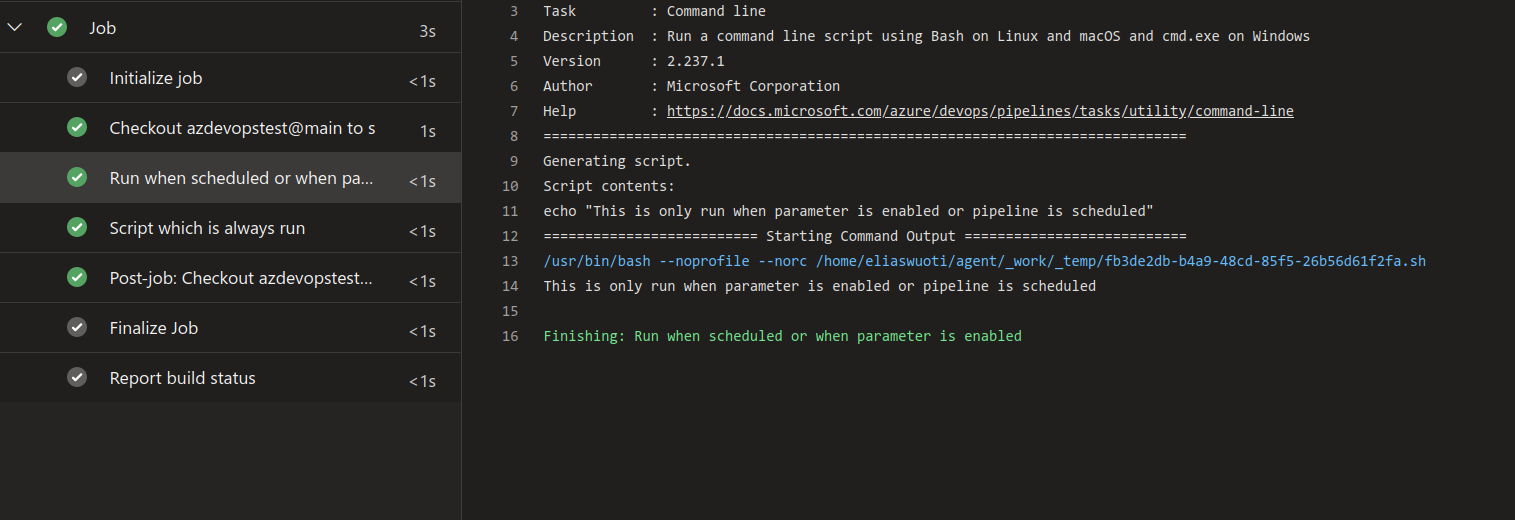 Job 3s
Initialize job <1s
Checkout azdevopstest@main to s 1s
Run when scheduled or when pa... <1s
Script which is always run <1s
Post-job: Checkout azdevopstest... <1s
Finalize Job <1s
Report build status <1s
3 Task : Command line
4 Description : Run a command line script using Bash on Linux and macOS and cmd.exe on Windows
5 Version : 2.237.1
6 Author : Microsoft Corporation
7 Help : https://docs.microsoft.com/azure/devops/pipelines/tasks/utility/command-line
8 ==============================================================================
9 Generating script.
10 Script contents:
11 echo "This is only run when parameter is enabled or pipeline is scheduled"
12 ========================== Starting Command Output ===========================
13 /usr/bin/bash --noprofile --norc /home/eliaswuoti/agent/_work/_temp/fb3de2db-b4a9-48cd-85f5-26b56d61f2fa.sh
14 This is only run when parameter is enabled or pipeline is scheduled
15
16 Finishing: Run when scheduled or when parameter is enabled